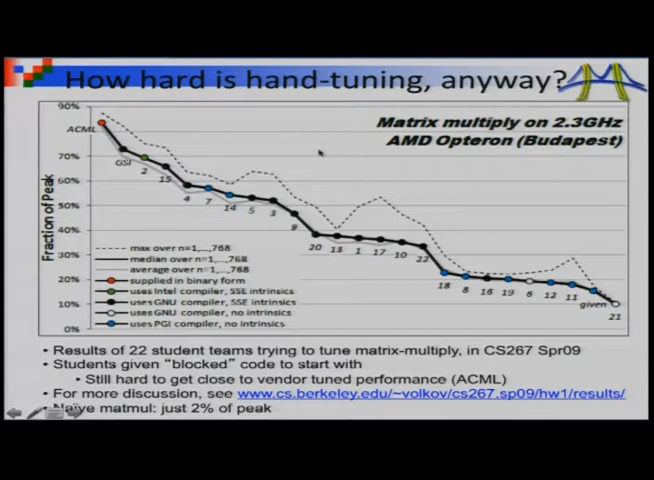 How hard is hand-tuning, anyway?
90%
80%
70%
60%
50%
40%
30%
20%
10%
0%
Fraction of Peak
Matrix multiply on 2.3GHz
AMD Opteron (Budapest)
ACML
GSI
2
15
4
7
14
5
3
9
20
13
1
17
10
22
18
8
16
19
6
12
11
given
21
max over n=1,...,768
median over n=1,...,768
average over n=1,...,768
supplied in binary form
uses Intel compiler, SSE intrinsics
uses GNU compiler, SSE intrinsics
uses GNU compiler, no intrinsics
uses PGI compiler, no intrinsics
• Results of 22 student teams trying to tune matrix-multiply, in CS267 Spr09
• Students given "blocked" code to start with
• Still hard to get close to vendor tuned performance (ACML)
• For more discussion, see www.cs.berkeley.edu/~volkov/cs267.sp09/hw1/results/
• Naïve matmul: just 2% of peak